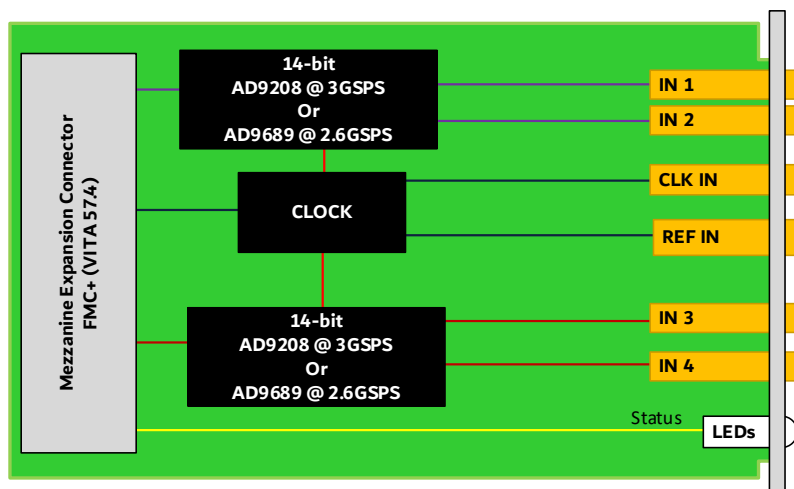 Mezzanine Expansion Connector
FMC+ (VITA 57.4)
14-bit
AD9208 @ 3GSPS
Or
AD9689 @ 2.6GSPS
IN 1
IN 2
CLOCK
CLK IN
REF IN
14-bit
AD9208 @ 3GSPS
Or
AD9689 @ 2.6GSPS
IN 3
IN 4
Status
LEDs